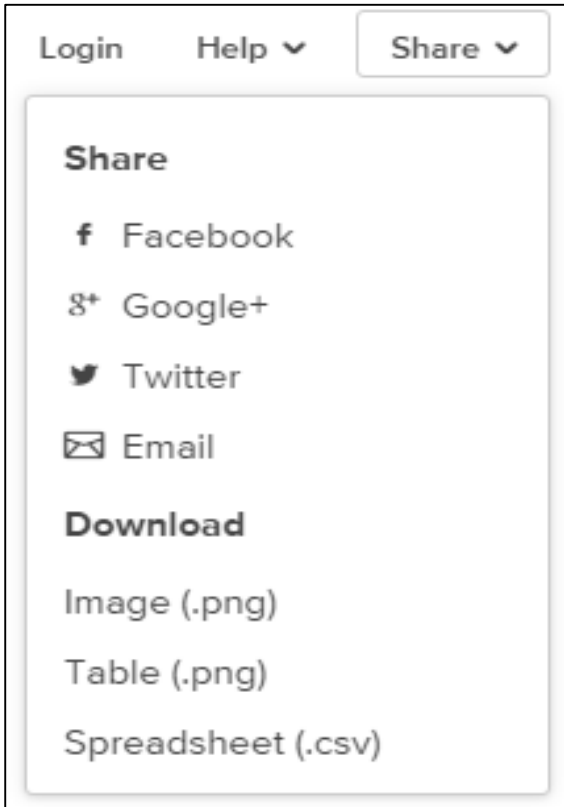 Login Help Share
Share
Facebook
Google+
Twitter
Email
Download
Image (.png)
Table (.png)
Spreadsheet (.csv)